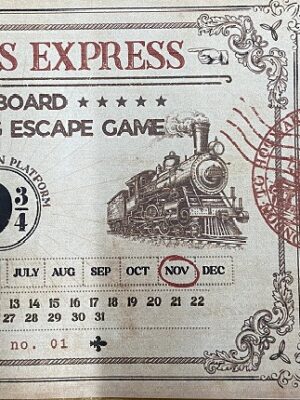 S EXPRESS
BOARD ★★★★★
G ESCAPE GAME
N PLATFORM
3/4
JULY AUG SEP OCT NOV DEC
13 14 15 16 17 18 19 20 21 22
27 28 29 30 31
no. 01